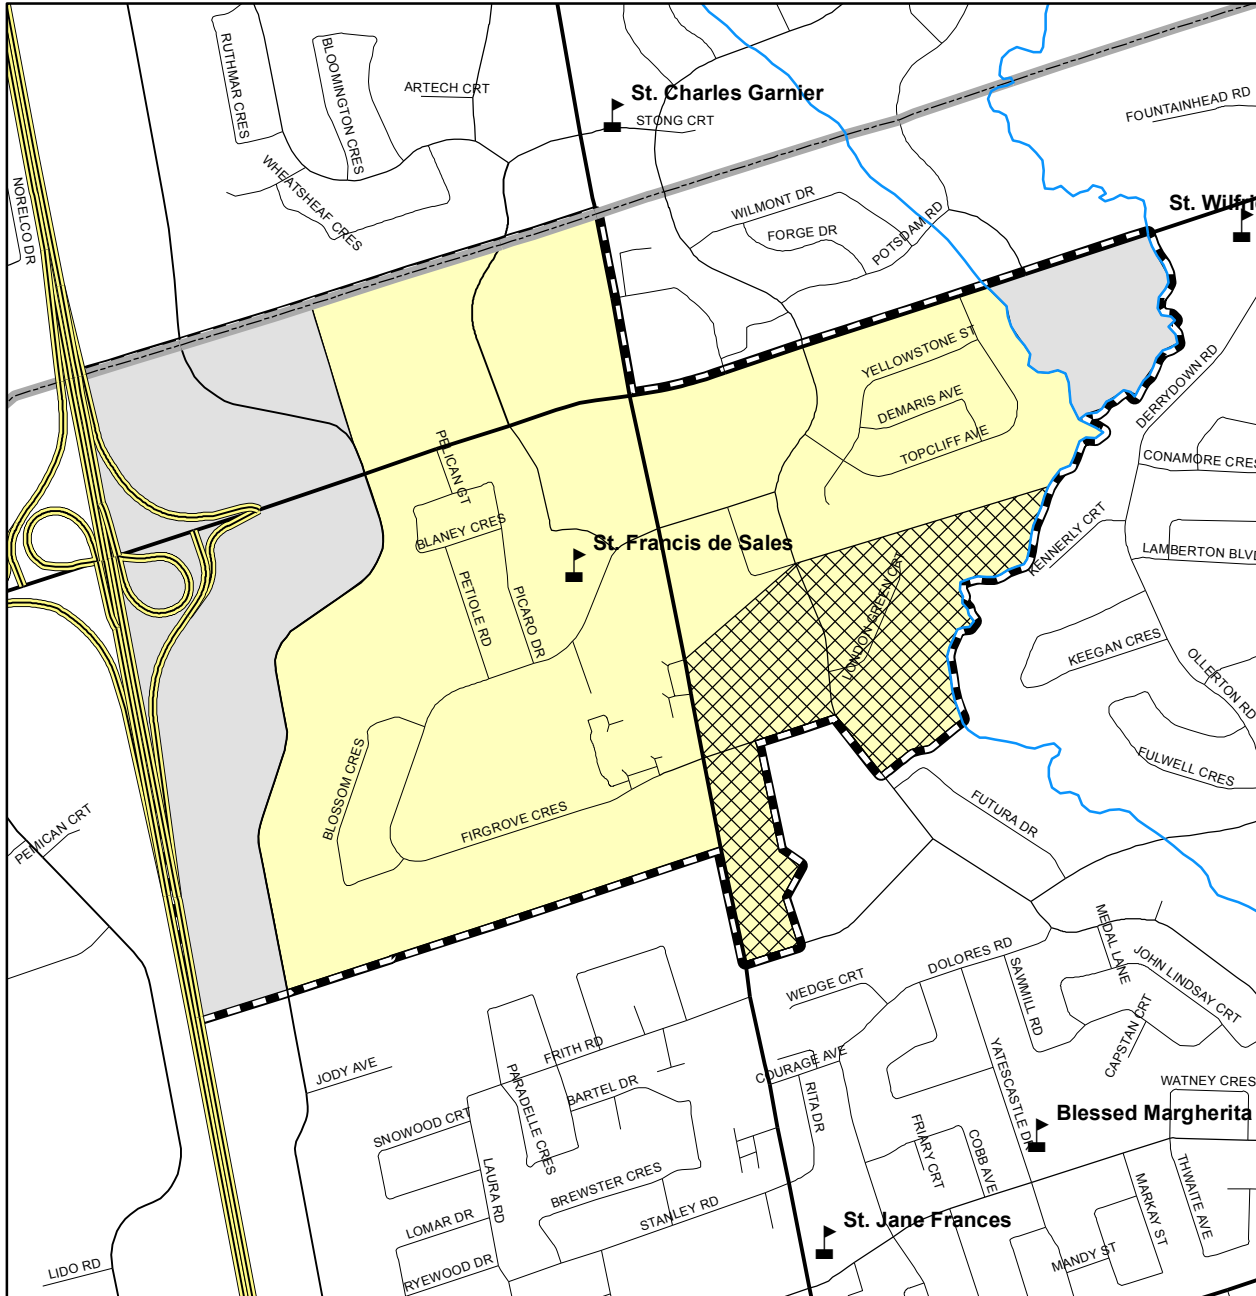 RUTHMAR CRES
BLOOMINGTON CRES
ARTECH CRT
St. Charles Garnier
STONG CRT
FOUNTAINHEAD RD
WHEATSHEAF CRES
NORELCO DR
WILMONT DR
FORGE DR
POTSDAM RD
St. Wilfri
YELLOWSTONE ST
DEMARIS AVE
TOPCLIFF AVE
DERRYDOWN RD
CONAMORE CRES
PELICAN GT
BLANEY CRES
St. Francis de Sales
PETIOLE RD
PICARO DR
LONDON GREEN CRT
KENNERLY CRT
LAMBERTON BLVD
KEEGAN CRES
OLLERTON RD
FULWELL CRES
BLOSSOM CRES
FIRGROVE CRES
PEMICAN CRT
FUTURA DR
MEDAL LANE
JOHN LINDSAY CRT
DOLORES RD
SAWMILL RD
WEDGE CRT
CAPSTAN CRT
JODY AVE
FRITH RD
COURAGE AVE
PARADELLE CRES
BARTEL DR
RITA DR
YATESCASTLE DR
WATNEY CRES
Blessed Margherita
SNOWOOD CRT
FRIARY CRT
COBB AVE
LAURA RD
BREWSTER CRES
STANLEY RD
MARKAY ST
THWAITE AVE
LOMAR DR
St. Jane Frances
MANDY ST
LIDO RD
RYEWOOD DR